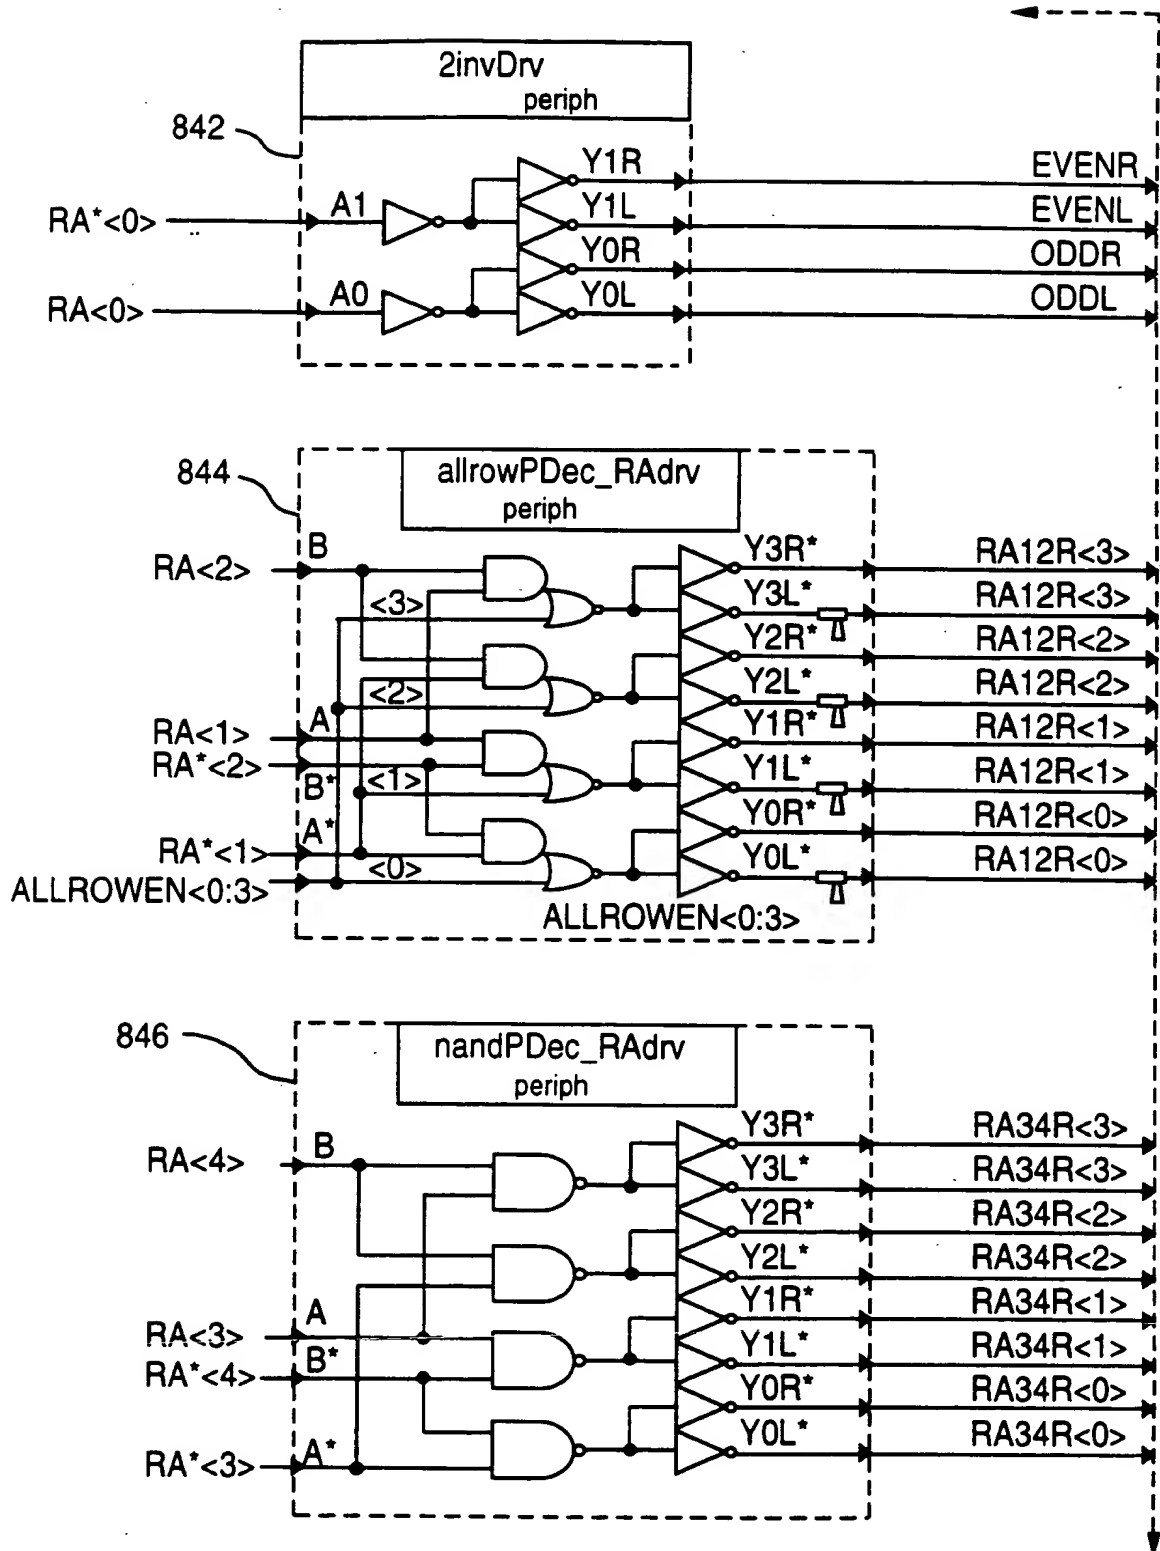 2invDrv
periph
842
RA*<0>
A1
Y1R
EVENR
Y1L
EVENL
Y0R
ODDR
RA<0>
A0
Y0L
ODDL
844
allrowPDec_RAdrv
periph
RA<2>
B
Y3R*
RA12R<3>
<3>
Y3L*
RA12R<3>
Y2R*
RA12R<2>
<2>
Y2L*
RA12R<2>
RA<1>
A
Y1R*
RA12R<1>
RA*<2>
B*
<1>
Y1L*
RA12R<1>
Y0R*
RA12R<0>
RA*<1>
A*
<0>
Y0L*
RA12R<0>
ALLROWEN<0:3>
ALLROWEN<0:3>
846
nandPDec_RAdrv
periph
RA<4>
B
Y3R*
RA34R<3>
Y3L*
RA34R<3>
Y2R*
RA34R<2>
Y2L*
RA34R<2>
RA<3>
A
Y1R*
RA34R<1>
RA*<4>
B*
Y1L*
RA34R<1>
Y0R*
RA34R<0>
RA*<3>
A*
Y0L*
RA34R<0>